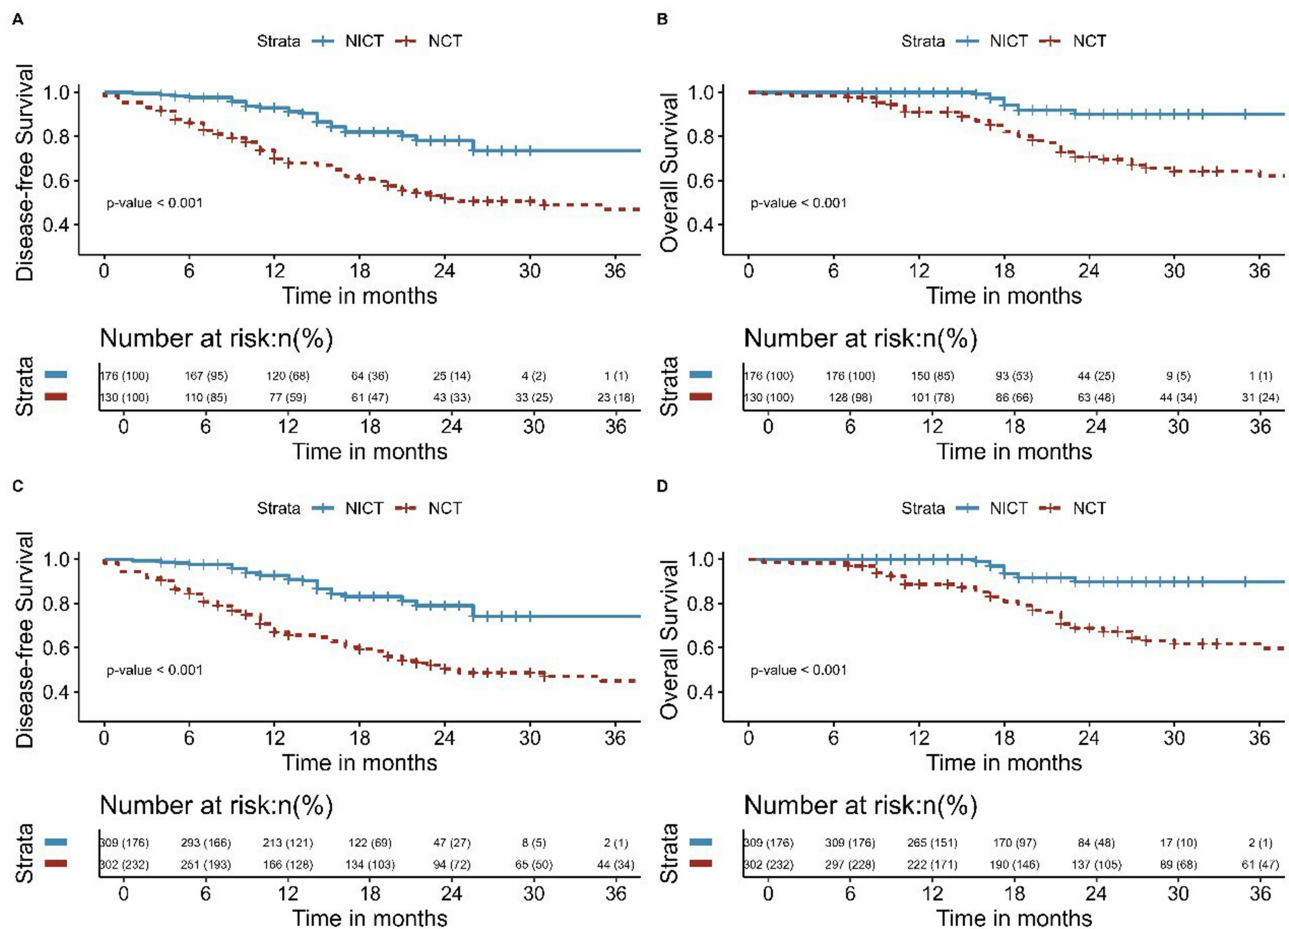 A
Strata NICT NCT
Disease-free Survival
1.0
0.8
0.6
0.4
p-value < 0.001
0 6 12 18 24 30 36
Time in months
Number at risk:n(%)
Strata
176 (100) 167 (95) 120 (68) 64 (36) 25 (14) 4 (2) 1 (1)
130 (100) 110 (85) 77 (59) 61 (47) 43 (33) 33 (25) 23 (18)
0 6 12 18 24 30 36
Time in months
B
Strata NICT NCT
Overall Survival
1.0
0.8
0.6
0.4
p-value < 0.001
0 6 12 18 24 30 36
Time in months
Number at risk:n(%)
Strata
176 (100) 176 (100) 150 (85) 93 (53) 44 (25) 9 (5) 1 (1)
130 (100) 128 (98) 101 (78) 86 (66) 63 (48) 44 (34) 31 (24)
0 6 12 18 24 30 36
Time in months
C
Strata NICT NCT
Disease-free Survival
1.0
0.8
0.6
0.4
p-value < 0.001
0 6 12 18 24 30 36
Time in months
Number at risk:n(%)
Strata
309 (176) 293 (166) 213 (121) 122 (69) 47 (27) 8 (5) 2 (1)
302 (232) 251 (193) 166 (128) 134 (103) 94 (72) 65 (50) 44 (34)
0 6 12 18 24 30 36
Time in months
D
Strata NICT NCT
Overall Survival
1.0
0.8
0.6
0.4
p-value < 0.001
0 6 12 18 24 30 36
Time in months
Number at risk:n(%)
Strata
309 (176) 309 (176) 265 (151) 170 (97) 84 (48) 17 (10) 2 (1)
302 (232) 297 (228) 222 (171) 190 (146) 137 (105) 89 (68) 61 (47)
0 6 12 18 24 30 36
Time in months